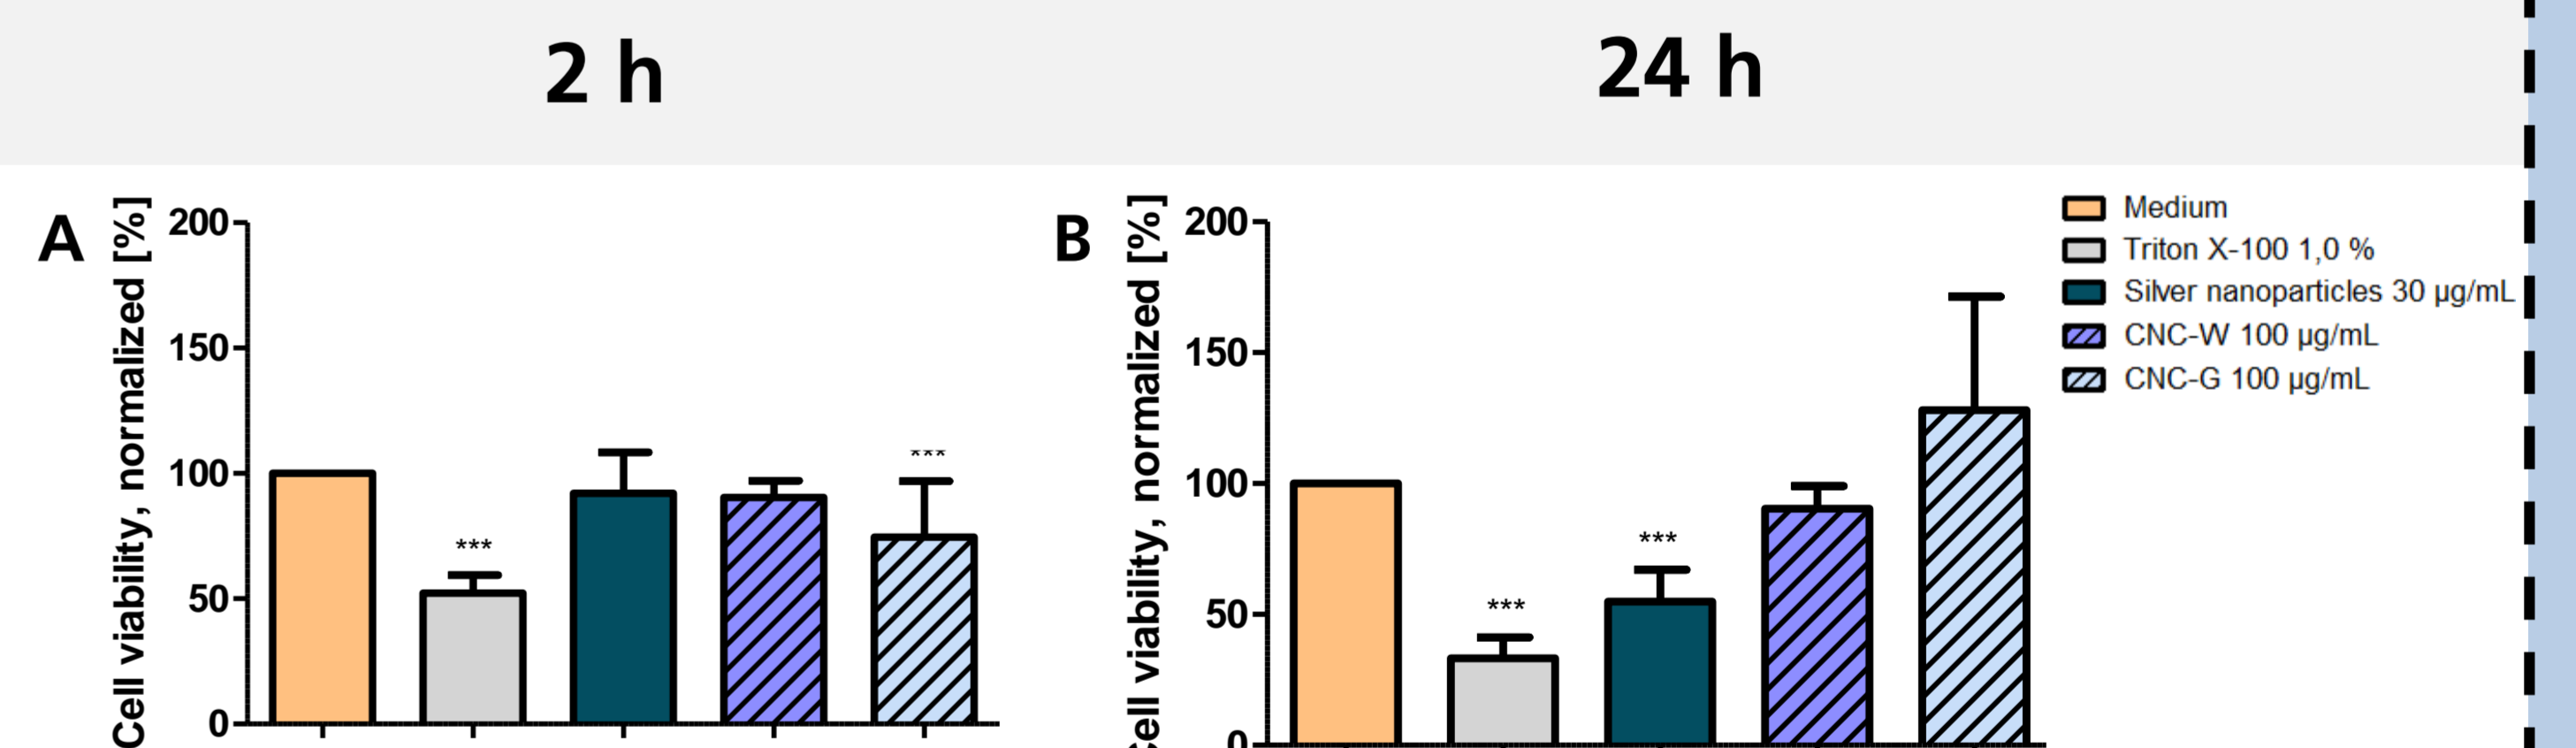 2 h
24 h
A
Cell viability, normalized [%]
200
150
100
50
0
***
***
B
Cell viability, normalized [%]
200
150
100
50
0
***
***
Medium
Triton X-100 1,0 %
Silver nanoparticles 30 µg/mL
CNC-W 100 µg/mL
CNC-G 100 µg/mL